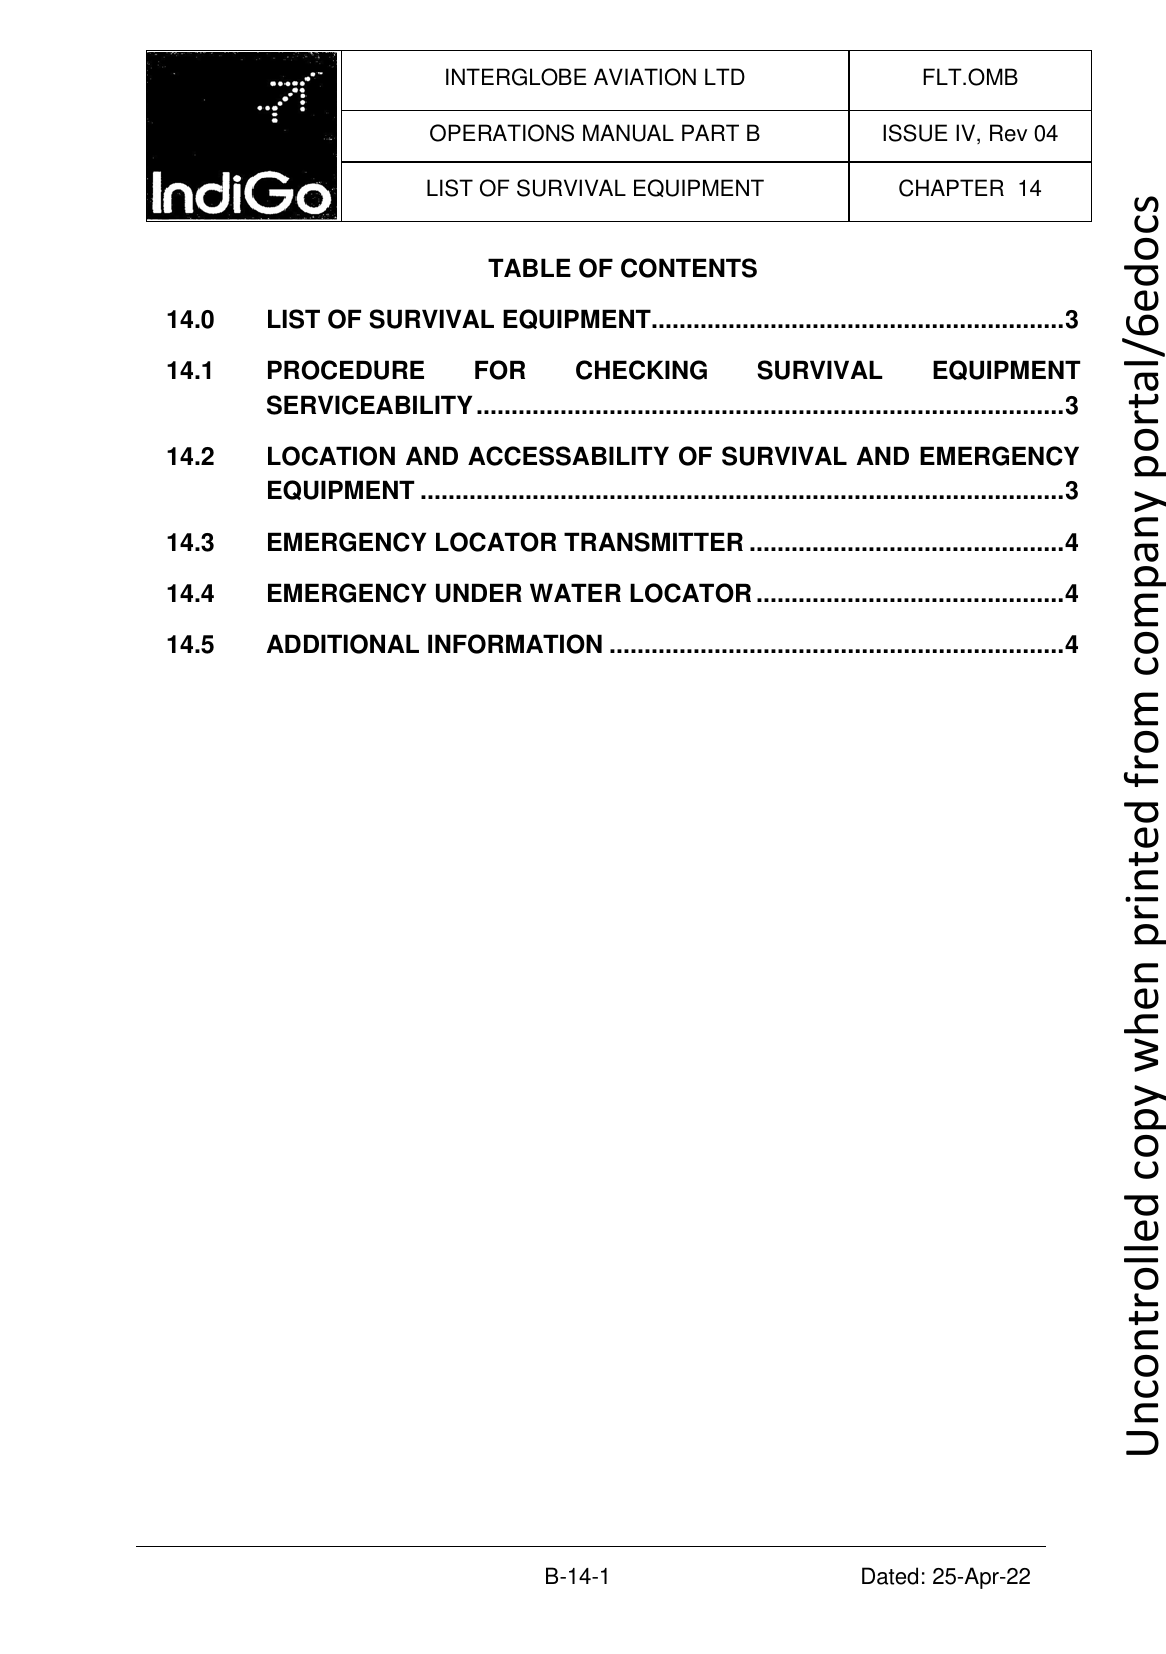 IndiGo
INTERGLOBE AVIATION LTD
FLT.OMB
OPERATIONS MANUAL PART B
ISSUE IV, Rev 04
LIST OF SURVIVAL EQUIPMENT
CHAPTER 14
TABLE OF CONTENTS
14.0 LIST OF SURVIVAL EQUIPMENT...........................................................3
14.1 PROCEDURE FOR CHECKING SURVIVAL EQUIPMENT
SERVICEABILITY....................................................................................3
14.2 LOCATION AND ACCESSABILITY OF SURVIVAL AND EMERGENCY
EQUIPMENT ............................................................................................3
14.3 EMERGENCY LOCATOR TRANSMITTER .............................................4
14.4 EMERGENCY UNDER WATER LOCATOR ............................................4
14.5 ADDITIONAL INFORMATION .................................................................4
Uncontrolled copy when printed from company portal/6edocs
B-14-1
Dated: 25-Apr-22